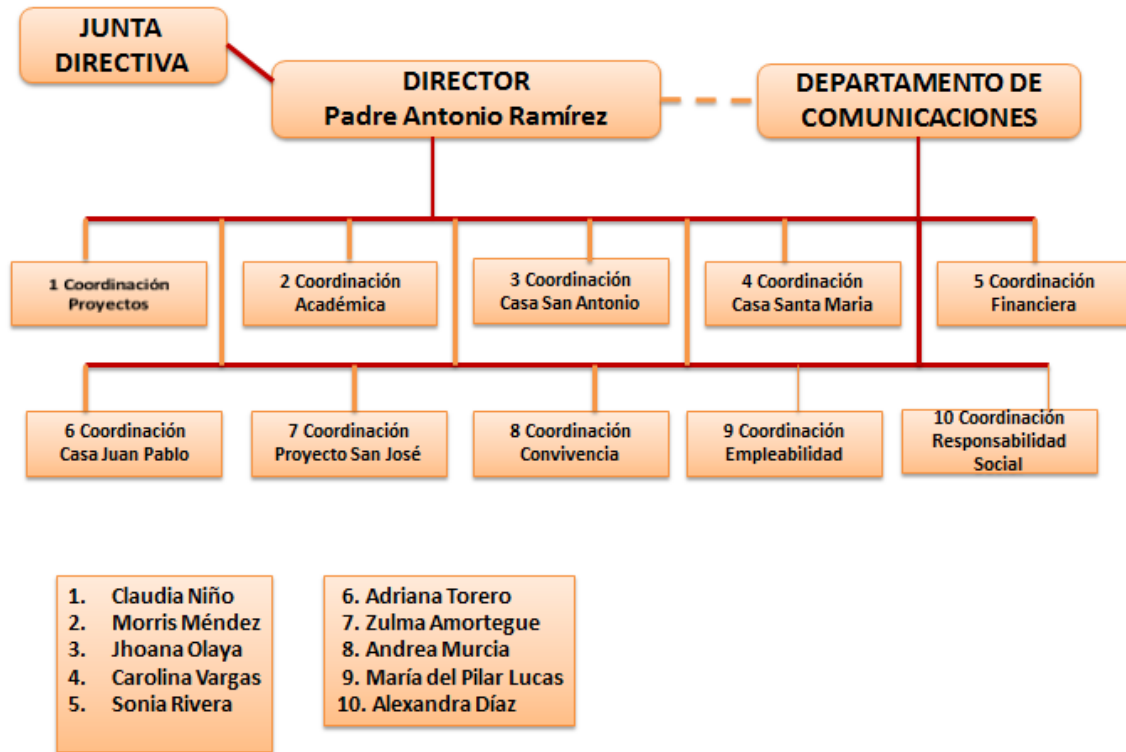 JUNTA
DIRECTIVA
DIRECTOR
Padre Antonio Ramírez
DEPARTAMENTO DE
COMUNICACIONES
1 Coordinación
Proyectos
2 Coordinación
Académica
3 Coordinación
Casa San Antonio
4 Coordinación
Casa Santa Maria
5 Coordinación
Financiera
6 Coordinación
Casa Juan Pablo
7 Coordinación
Proyecto San José
8 Coordinación
Convivencia
9 Coordinación
Empleabilidad
10 Coordinación
Responsabilidad
Social
1. Claudia Niño
2 Morris Méndez
3 Jhoana Olaya
4 Carolina Vargas
5. Sonia Rivera
6. Adriana Torero
7. Zulma Amortegue
8. Andrea Murcia
9. María del Pilar Lucas
10. Alexandra Díaz